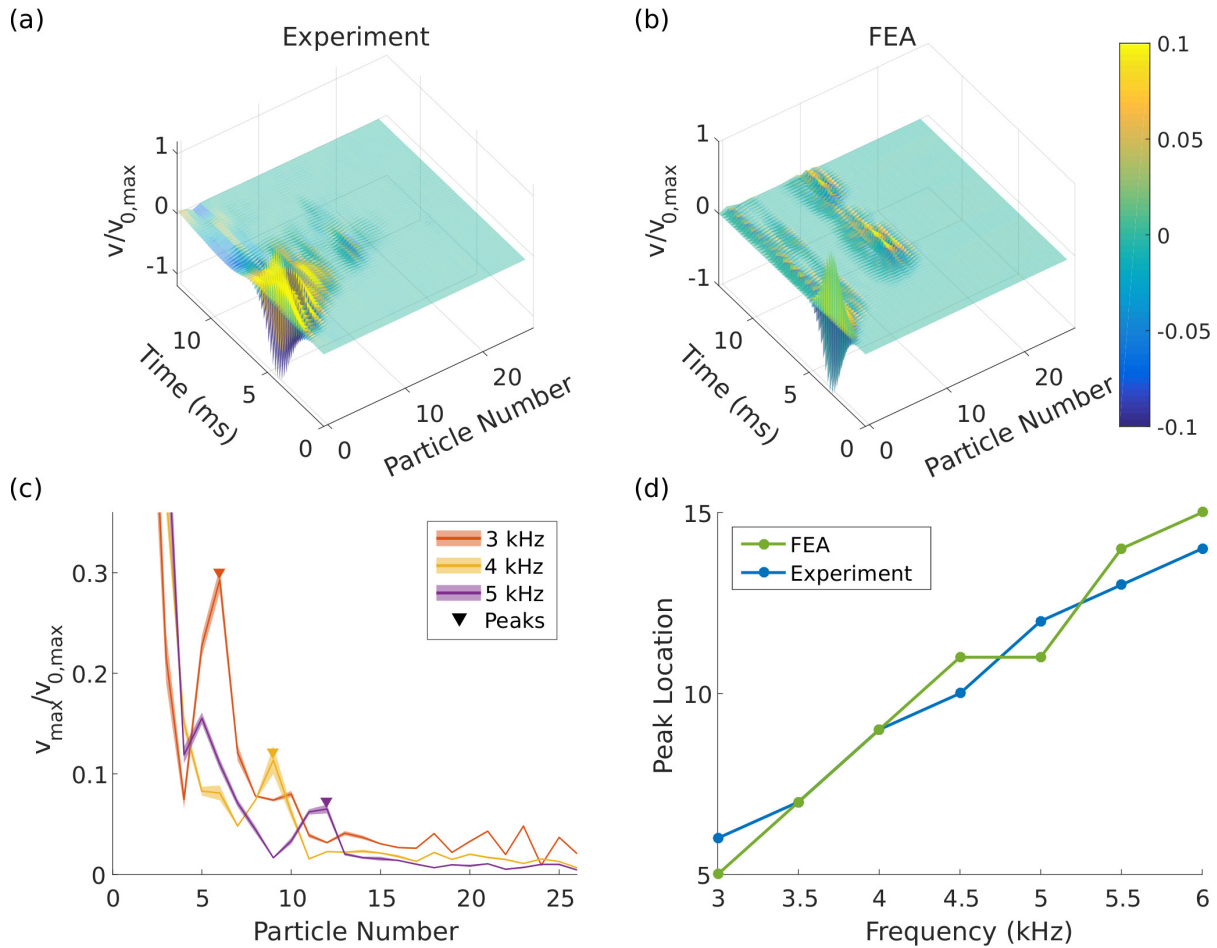 (a)
Experiment
1
0
-1
v/v0,max
10
5
0
Time (ms)
0
10
20
Particle Number
(b)
FEA
1
0
-1
v/v0,max
10
5
0
Time (ms)
0
10
20
Particle Number
0.1
0.05
0
-0.05
-0.1
(c)
0.3
0.2
0.1
0
vmax/v0,max
3 kHz
4 kHz
5 kHz
Peaks
0 5 10 15 20 25
Particle Number
(d)
15
10
5
Peak Location
FEA
Experiment
3 3.5 4 4.5 5 5.5 6
Frequency (kHz)